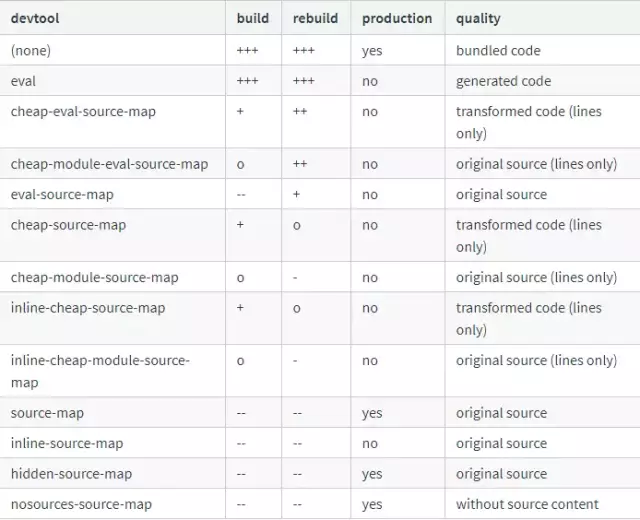 devtool build rebuild production quality
(none) +++ +++ yes bundled code
eval +++ +++ no generated code
cheap-eval-source-map + ++ no transformed code (lines
only)
cheap-module-eval-source-map o ++ no original source (lines only)
eval-source-map -- + no original source
cheap-source-map + o no transformed code (lines
only)
cheap-module-source-map o - no original source (lines only)
inline-cheap-source-map + o no transformed code (lines
only)
inline-cheap-module-source- o - no original source (lines only)
map
source-map -- -- yes original source
inline-source-map -- -- no original source
hidden-source-map -- -- yes original source
nosources-source-map -- -- yes without source content